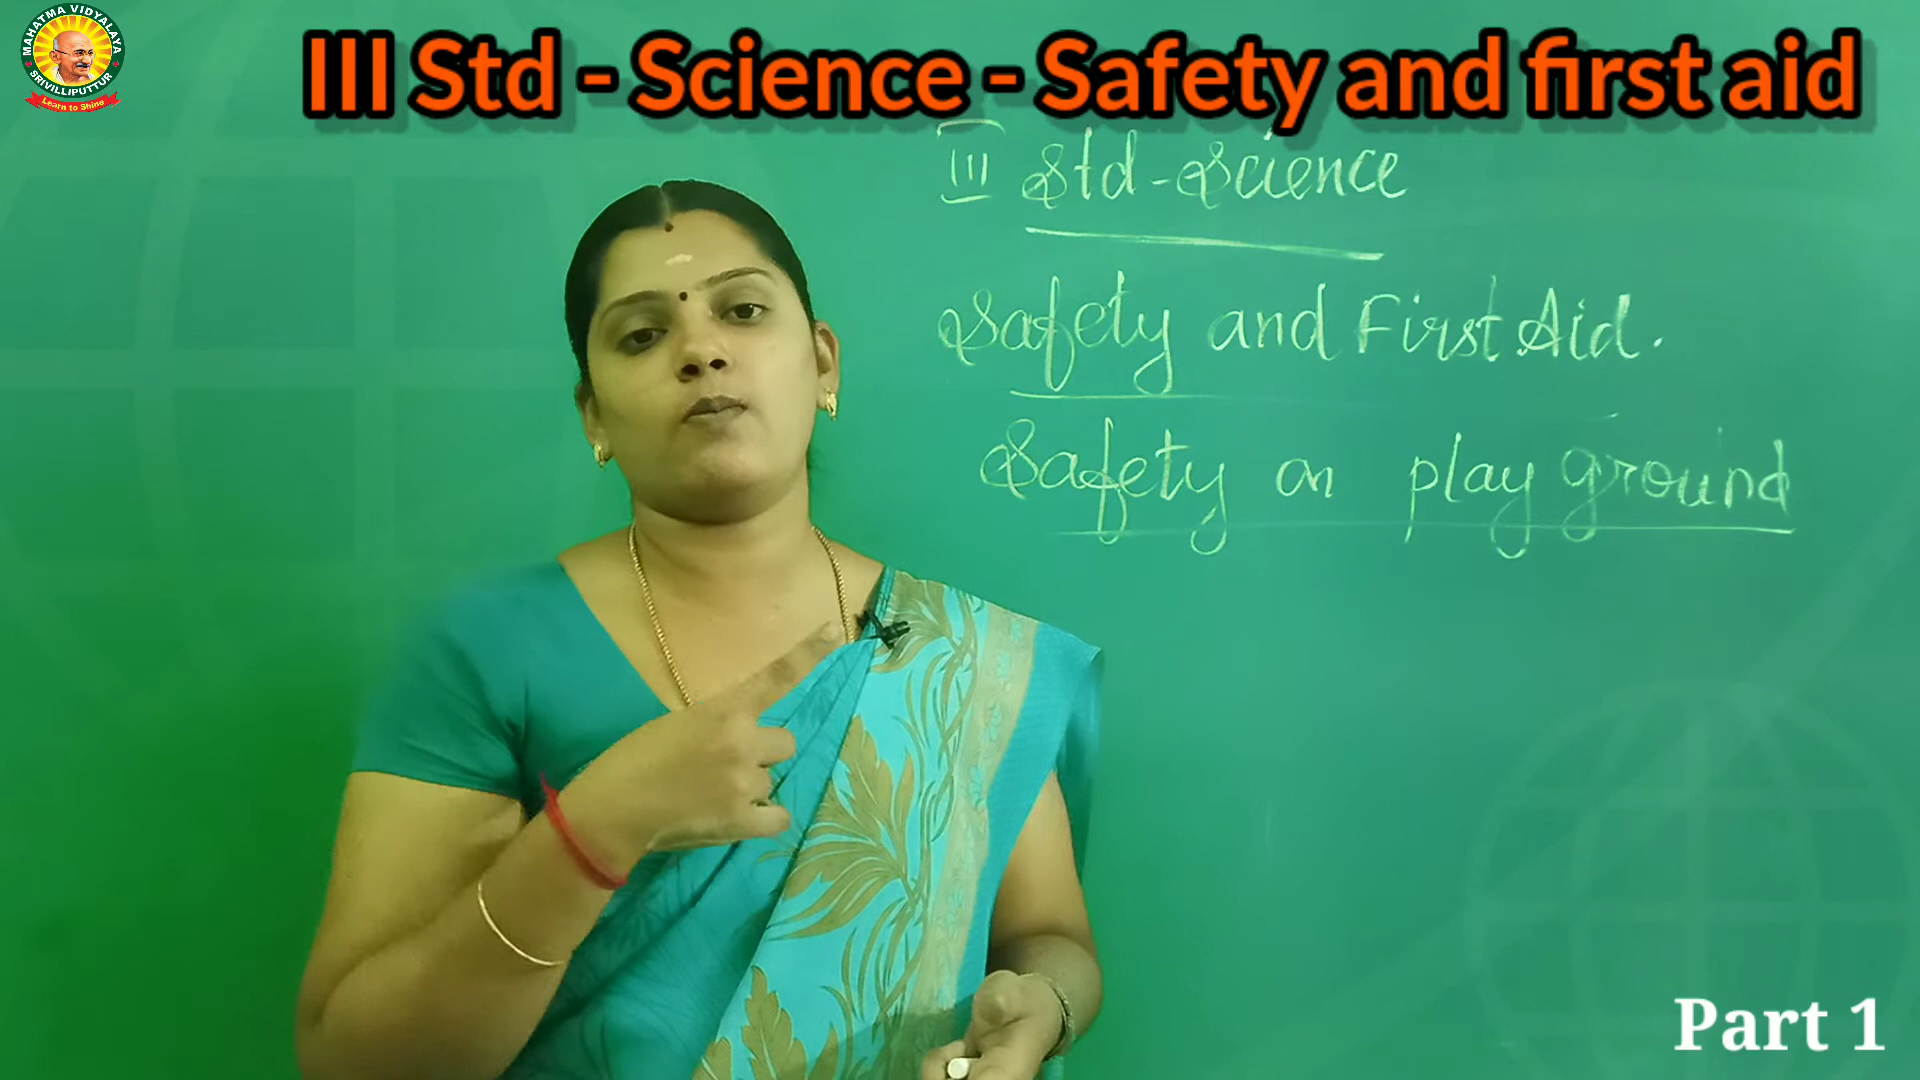 MAHATMA VIDYALAYA
SRIVILLIPUTTUR
Learn to Shine
III Std - Science - Safety and first aid
III Std - Science
Safety and First Aid.
Safety on play ground
Part 1